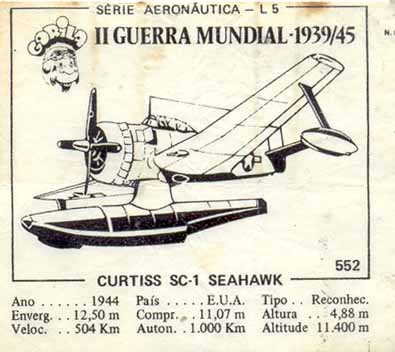 SÉRIE AERONÁUTICA – L 5
GORILA
II GUERRA MUNDIAL-1939/45
552
CURTISS SC-1 SEAHAWK
Ano . . . . . . 1944 País . . . . . E.U.A. Tipo . . Reconhec.
Enverg. . . 12,50 m Compr. . . 11,07 m Altura . . . 4,88 m
Veloc. . . 504 Km Auton. . 1.000 Km Altitude 11.400 m